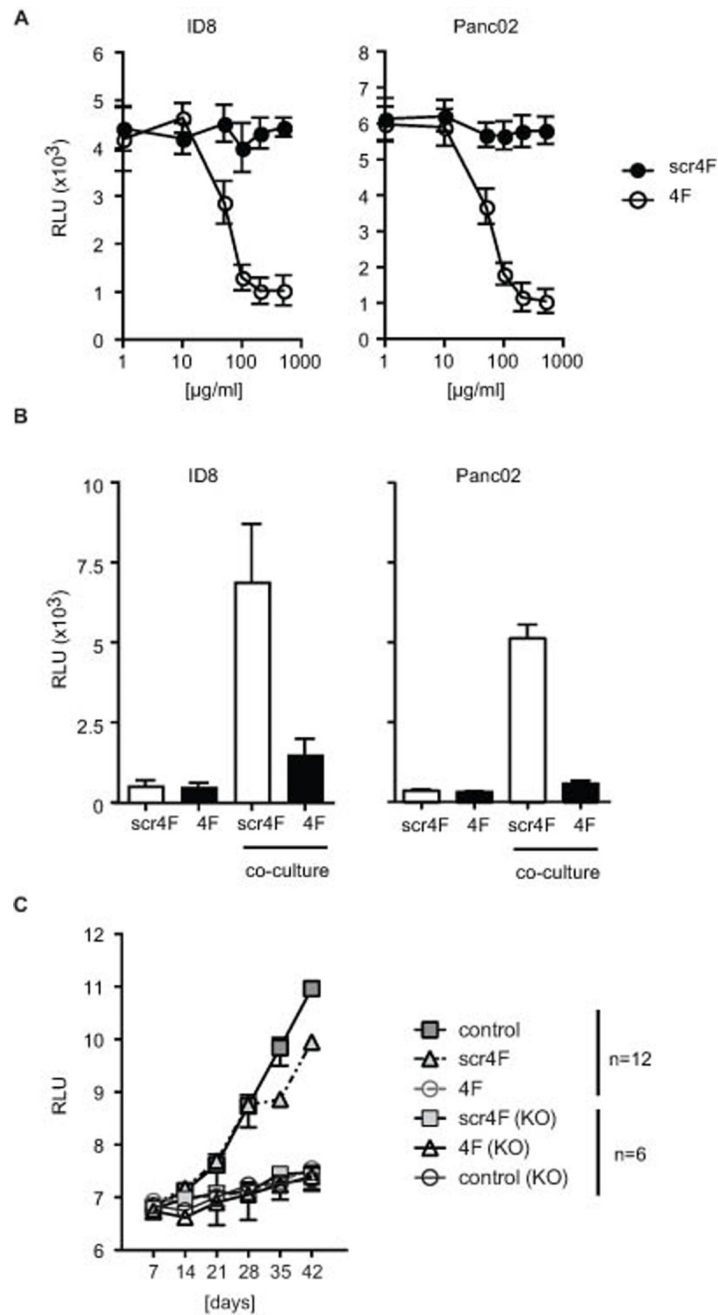 A
ID8
Panc02
6
5
4
3
2
1
0
RLU (x10³)
1
10
100
1000
[µg/ml]
8
7
6
5
4
3
2
1
0
1
10
100
1000
[µg/ml]
scr4F
4F
B
ID8
Panc02
10
7.5
5
2.5
0
RLU (x10³)
scr4F
4F
scr4F
4F
co-culture
scr4F
4F
scr4F
4F
co-culture
C
12
11
10
9
8
7
6
RLU
7
14
21
28
35
42
[days]
control
scr4F
4F
n=12
scr4F (KO)
4F (KO)
control (KO)
n=6